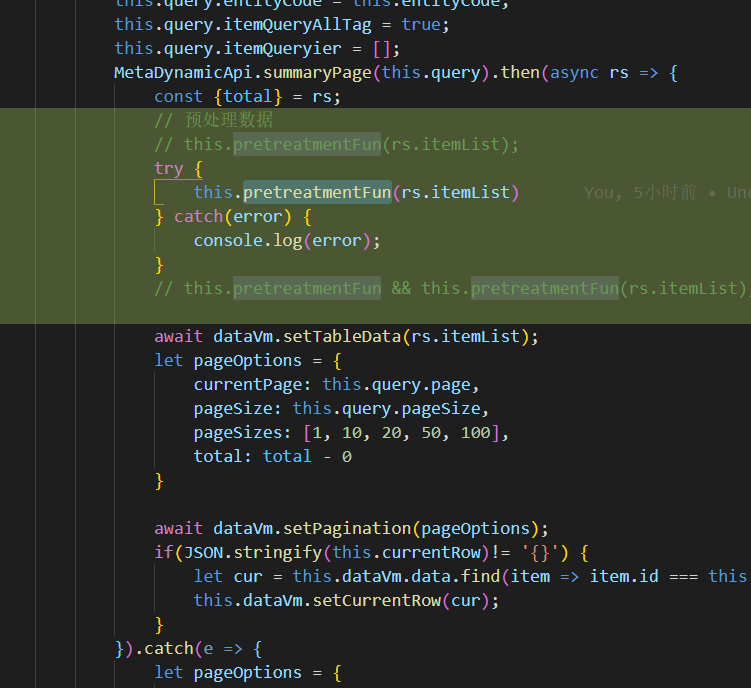 this.query.entityCode = this.entityCode;
this.query.itemQueryAllTag = true;
this.query.itemQueryier = [];
MetaDynamicApi.summaryPage(this.query).then(async rs => {
const {total} = rs;
// 预处理数据
// this.pretreatmentFun(rs.itemList);
try {
this.pretreatmentFun(rs.itemList) You, 5小时前 • Unc
} catch(error) {
console.log(error);
}
// this.pretreatmentFun && this.pretreatmentFun(rs.itemList)
await dataVm.setTableData(rs.itemList);
let pageOptions = {
currentPage: this.query.page,
pageSize: this.query.pageSize,
pageSizes: [1, 10, 20, 50, 100],
total: total - 0
}
await dataVm.setPagination(pageOptions);
if(JSON.stringify(this.currentRow)!= '{}') {
let cur = this.dataVm.data.find(item => item.id === this
this.dataVm.setCurrentRow(cur);
}
}).catch(e => {
let pageOptions = {